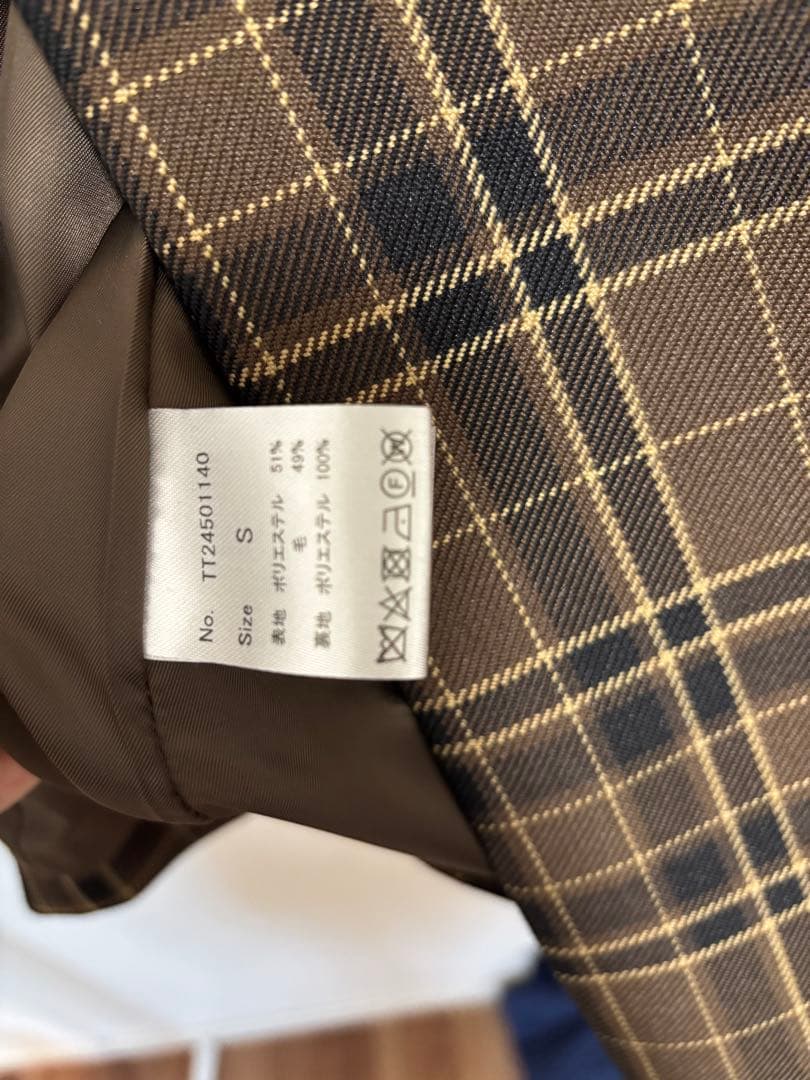 No. TT24501140
Size S
表地 ポリエステル 51%
毛 49%
裏地 ポリエステル 100%
F W